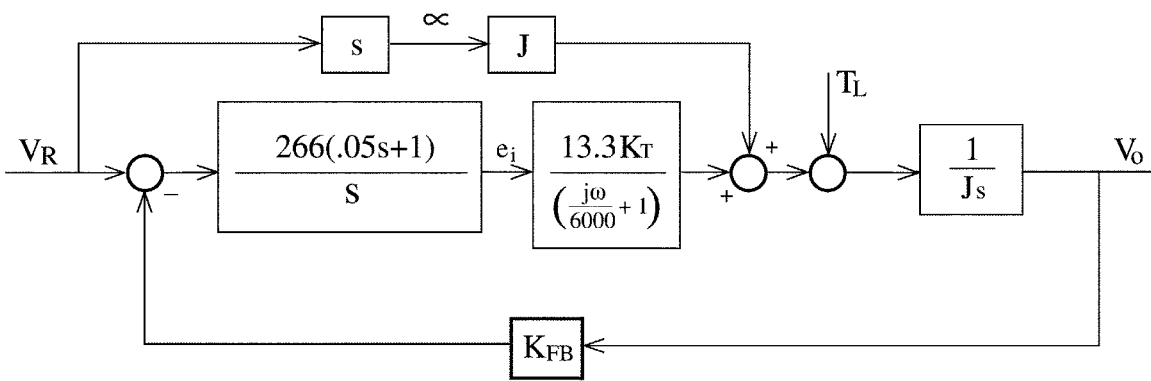 s
∝
J
V_R
−
266(.05s+1)
s
e_i
13.3K_T
(jω/6000 + 1)
+
+
T_L
1
Js
V_o
K_FB